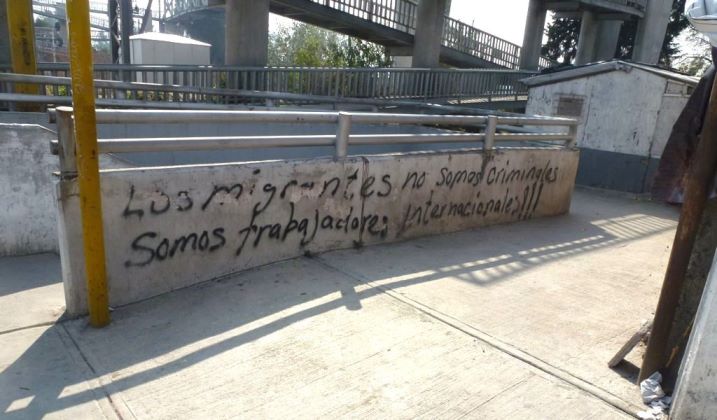 Los migrantes no somos criminales
Somos trabajadores Internacionales!!!